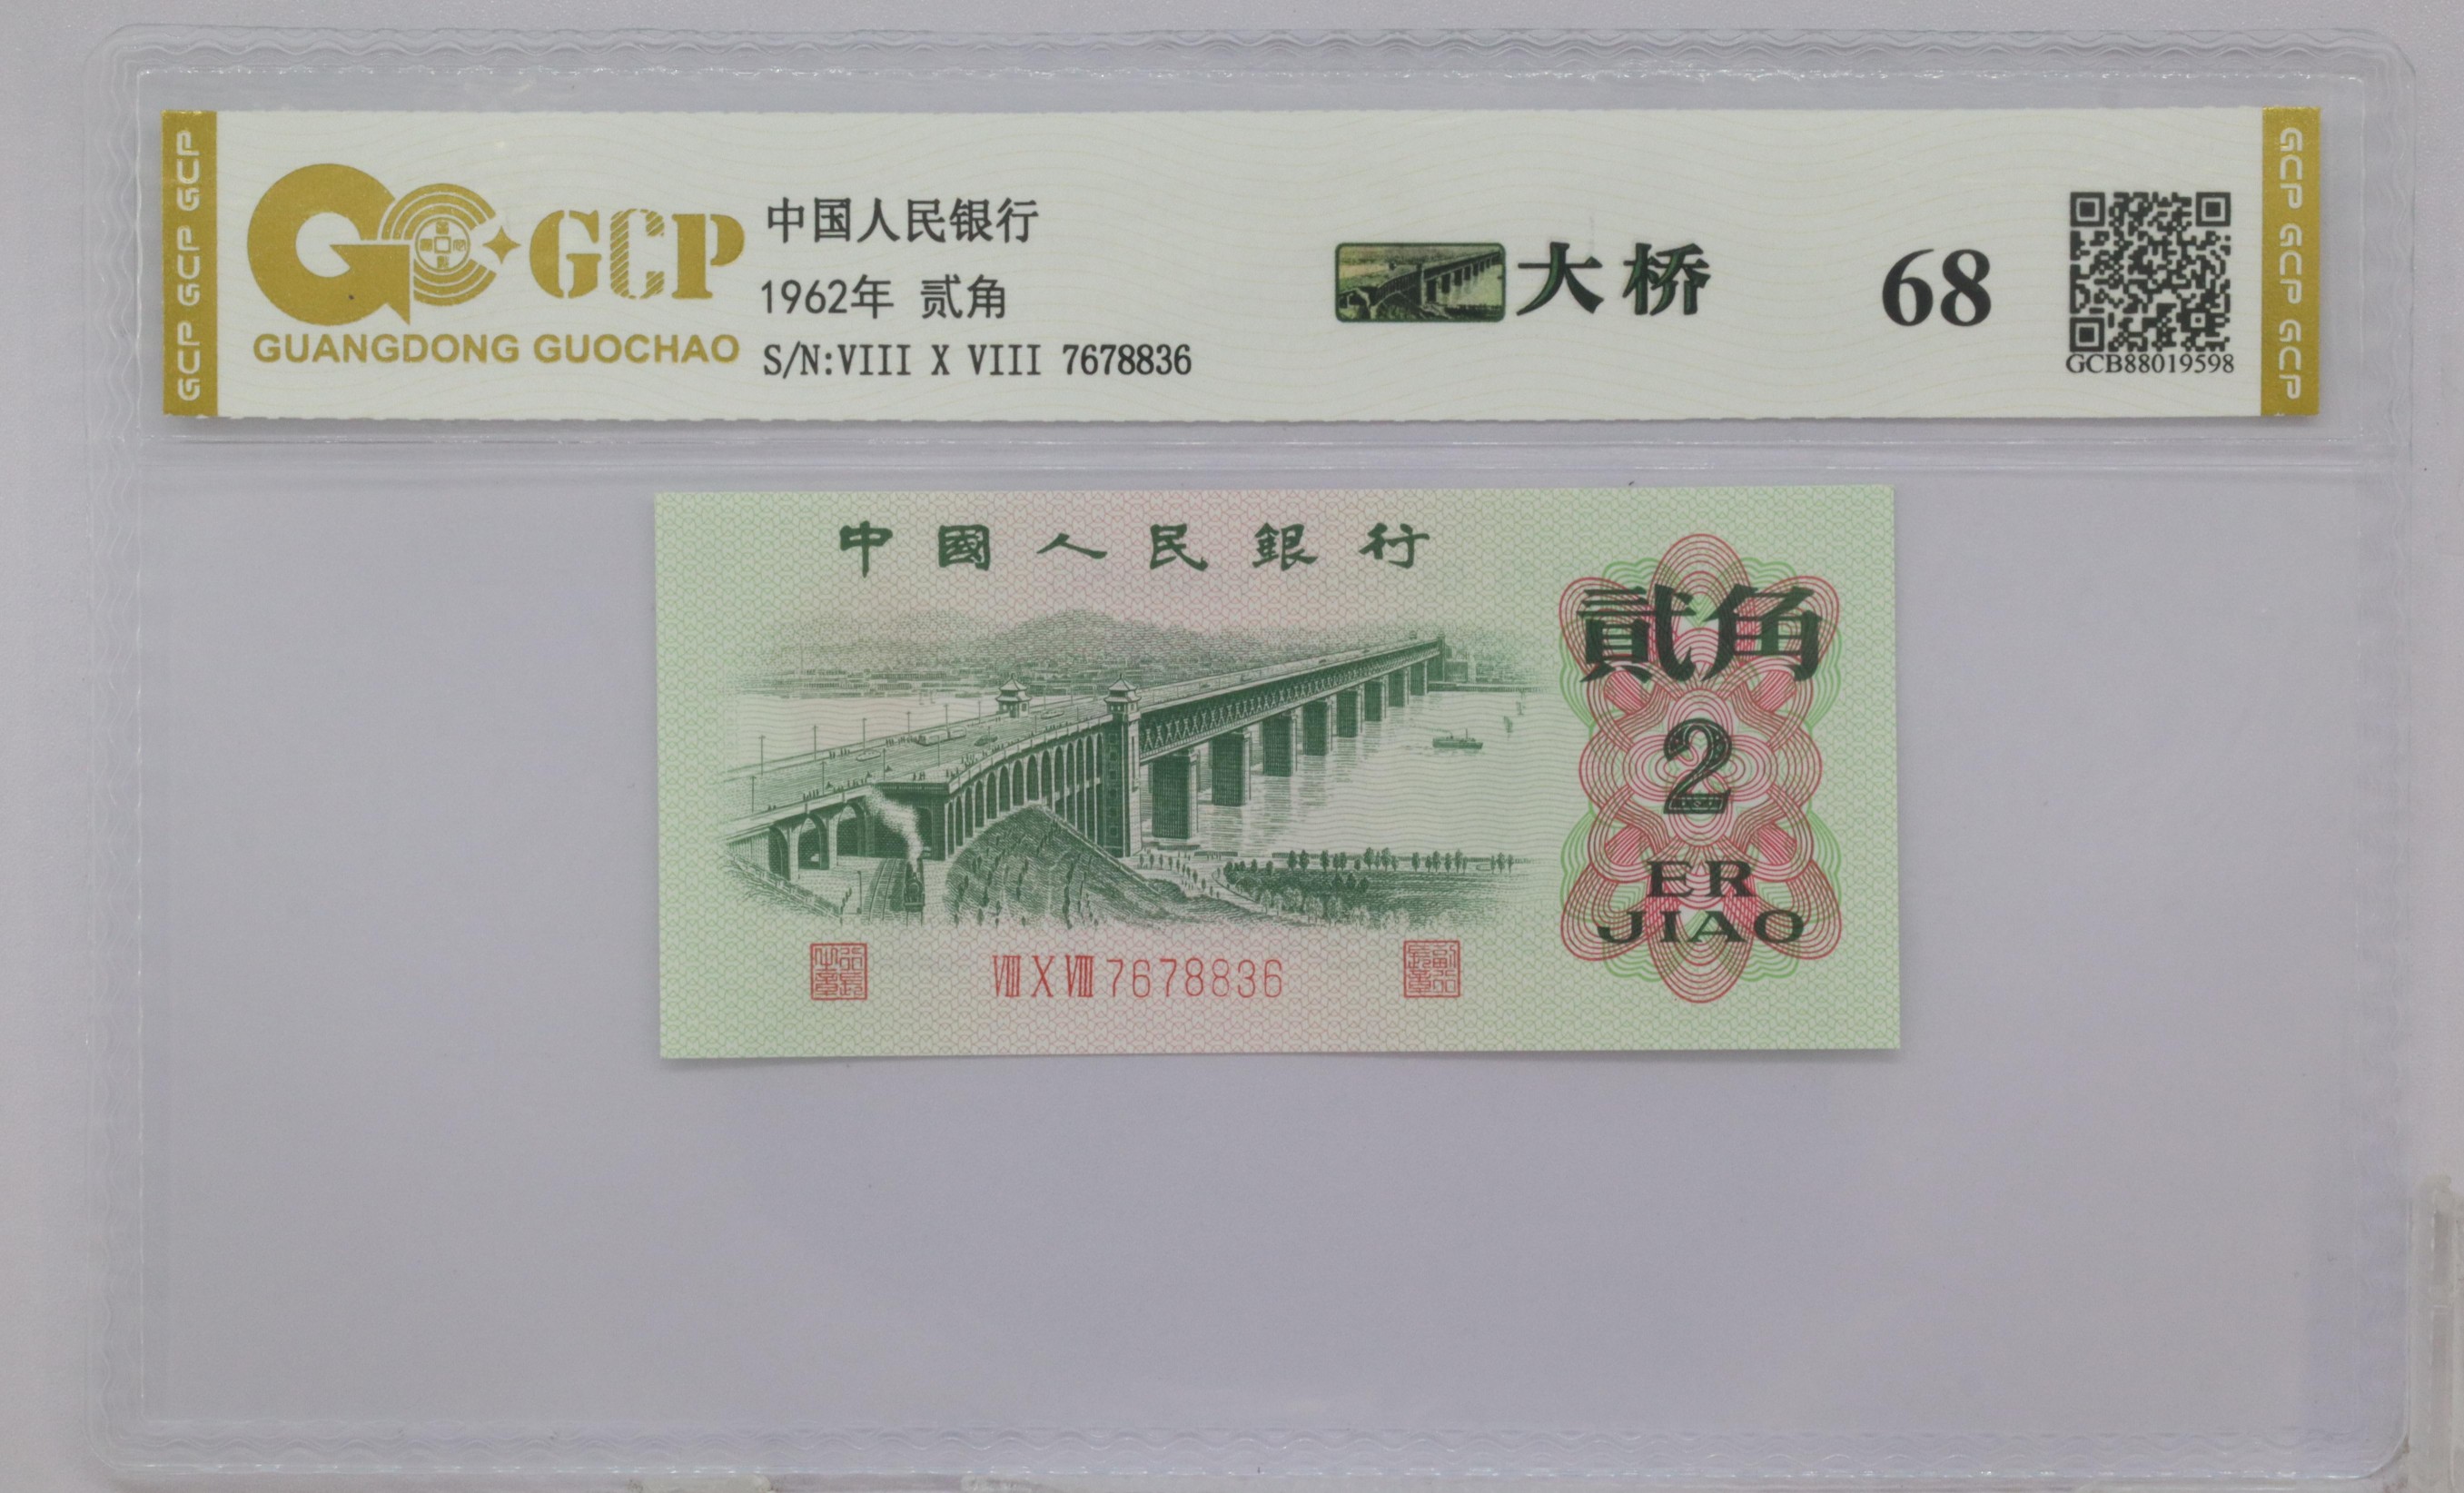 GCP GCP GCP
GCP
GUANGDONG GUOCHAO
中国人民银行
1962年 贰角
S/N:VIII X VIII 7678836
大桥
68
GCB88019598
GCP GCP GCP
中國人民銀行
貳角
2
ER
JIAO
VIII X VIII 7678836